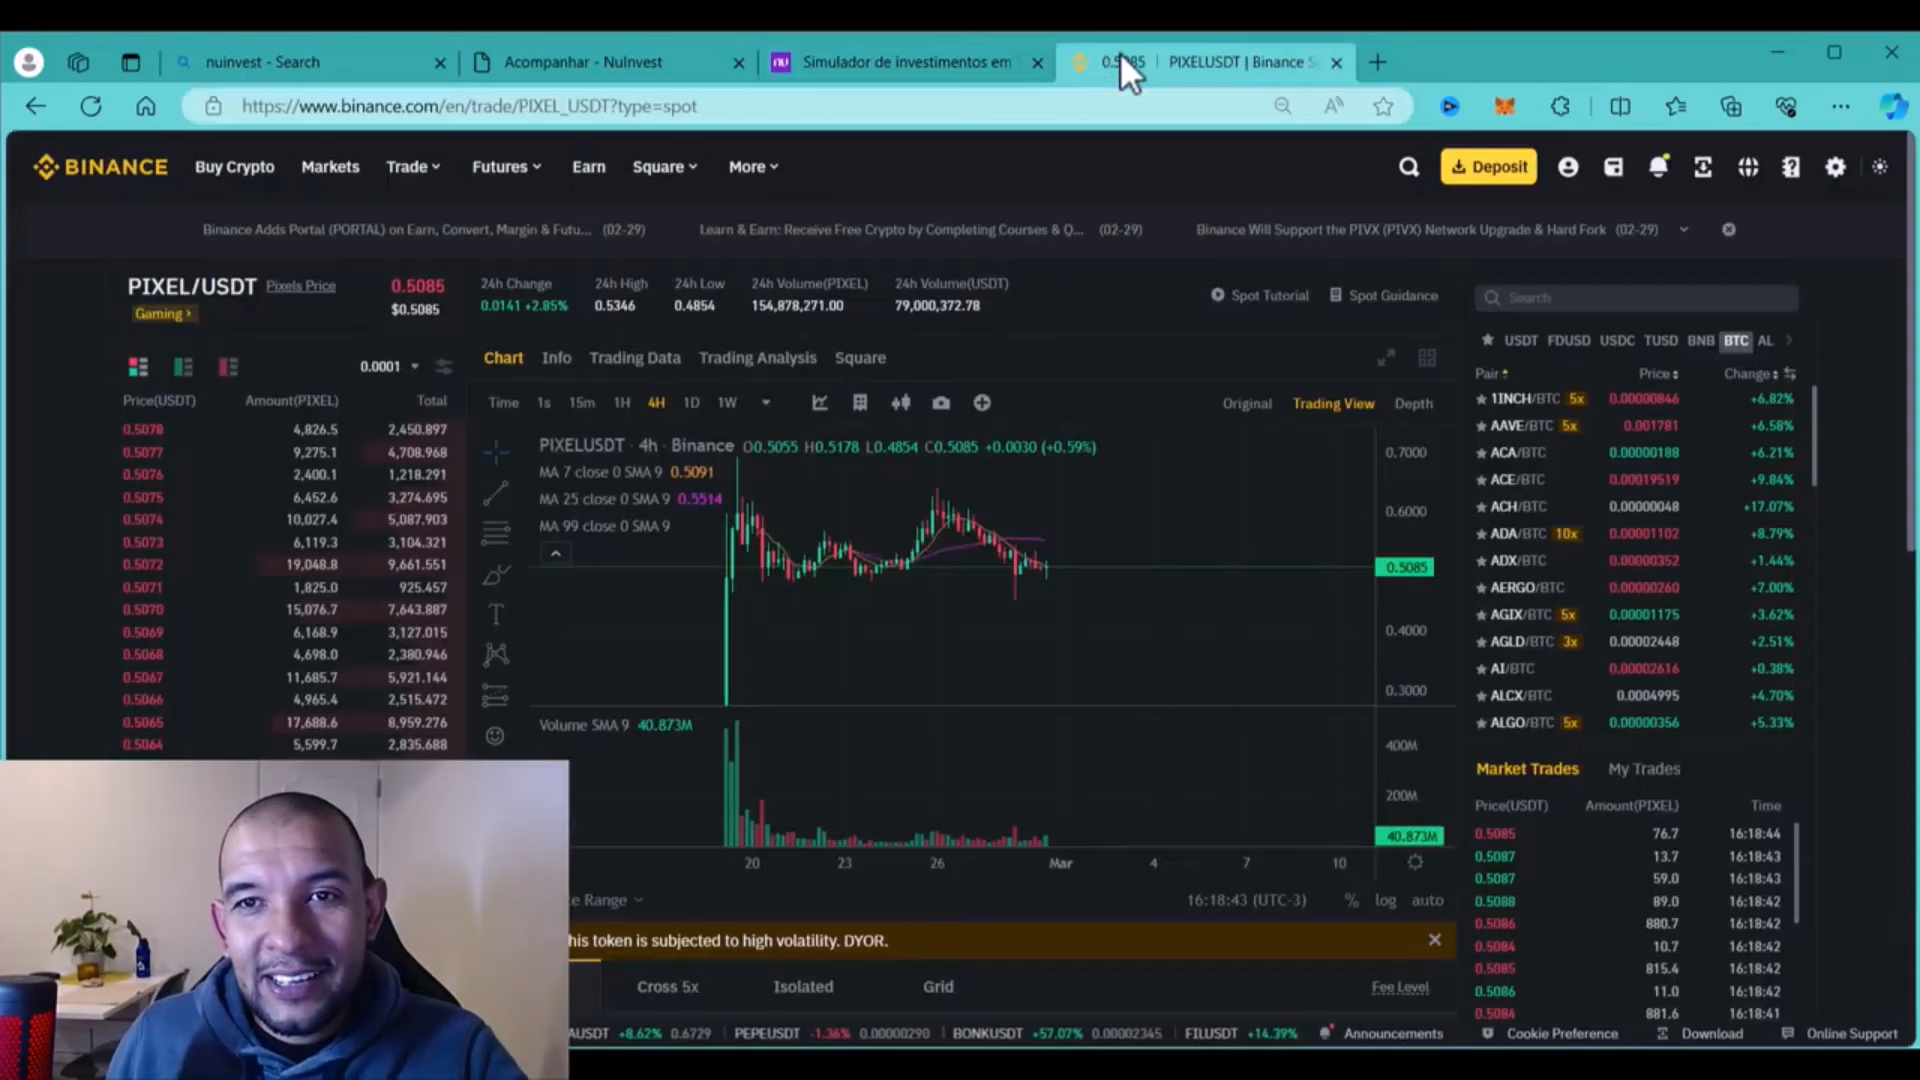 nuinvest - Search
Acompanhar - NuInvest
nu Simulador de investimentos em
PIXELUSDT | Binance S
https://www.binance.com/en/trade/PIXEL_USDT?type=spot
BINANCE Buy Crypto Markets Trade Futures Earn Square More Deposit
Binance Adds Portal (PORTAL) on Earn, Convert, Margin & Futu... (02-29) Learn & Earn: Receive Free Crypto by Completing Courses & Q... (02-29) Binance Will Support the PIVX (PIVX) Network Upgrade & Hard Fork (02-29)
PIXEL/USDT Pixels Price 0.5085
Gaming $0.5085
24h Change 24h High 24h Low 24h Volume(PIXEL) 24h Volume(USDT)
0.0141 +2.85% 0.5346 0.4854 154,878,271.00 79,000,372.78
Spot Tutorial Spot Guidance
0.0001
Price(USDT) Amount(PIXEL) Total
0.5078 4,826.5 2,450.897
0.5077 9,275.1 4,708.968
0.5076 2,400.1 1,218.291
0.5075 6,452.6 3,274.695
0.5074 10,027.4 5,087.903
0.5073 6,119.3 3,104.321
0.5072 19,048.8 9,661.551
0.5071 1,825.0 925.457
0.5070 15,076.7 7,643.887
0.5069 6,168.9 3,127.015
0.5068 4,698.0 2,380.946
0.5067 11,685.7 5,921.144
0.5066 4,965.4 2,515.472
0.5065 17,688.6 8,959.276
0.5064 5,599.7 2,835.688
Chart Info Trading Data Trading Analysis Square
Time 1s 15m 1H 4H 1D 1W Original Trading View Depth
PIXELUSDT · 4h · Binance O0.5055 H0.5178 L0.4854 C0.5085 +0.0030 (+0.59%)
MA 7 close 0 SMA 9 0.5091
MA 25 close 0 SMA 9 0.5514
MA 99 close 0 SMA 9
0.7000
0.6000
0.5085
0.4000
0.3000
Volume SMA 9 40.873M
400M
200M
40.873M
20 23 26 Mar 4 7 10
e Range 16:18:43 (UTC-3) % log auto
his token is subjected to high volatility. DYOR.
Cross 5x Isolated Grid Fee Level
Search
USDT FDUSD USDC TUSD BNB BTC AL
Pair Price Change
1INCH/BTC 5x 0.00000846 +6.82%
AAVE/BTC 5x 0.001781 +6.58%
ACA/BTC 0.00000188 +6.21%
ACE/BTC 0.00019519 +9.84%
ACH/BTC 0.00000048 +17.07%
ADA/BTC 10x 0.00001102 +8.79%
ADX/BTC 0.00000352 +1.44%
AERGO/BTC 0.00000260 +7.00%
AGIX/BTC 5x 0.00001175 +3.62%
AGLD/BTC 3x 0.00002448 +2.51%
AI/BTC 0.00002616 +0.38%
ALCX/BTC 0.0004995 +4.70%
ALGO/BTC 5x 0.00000356 +5.33%
Market Trades My Trades
Price(USDT) Amount(PIXEL) Time
0.5085 76.7 16:18:44
0.5087 13.7 16:18:43
0.5087 59.0 16:18:43
0.5088 89.0 16:18:42
0.5086 880.7 16:18:42
0.5084 10.7 16:18:42
0.5085 815.4 16:18:42
0.5086 11.0 16:18:42
0.5084 881.6 16:18:41
AUSDT +8.62% 0.6729 PEPEUSDT -1.36% 0.00000290 BONKUSDT +57.07% 0.00002345 FILUSDT +14.39% Announcements Cookie Preference Download Online Support